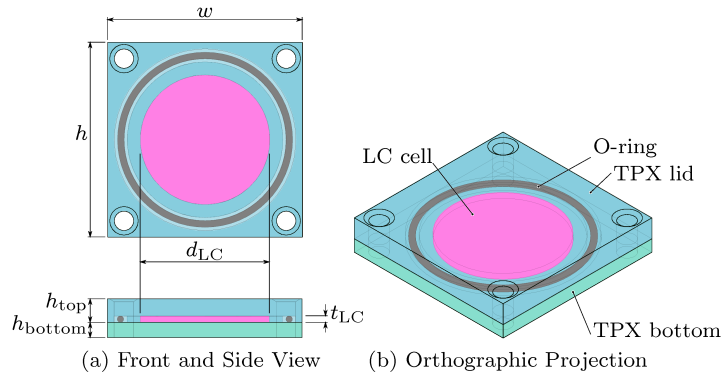 w
h
d_LC
h_top
h_bottom
t_LC
(a) Front and Side View
LC cell
O-ring
TPX lid
TPX bottom
(b) Orthographic Projection